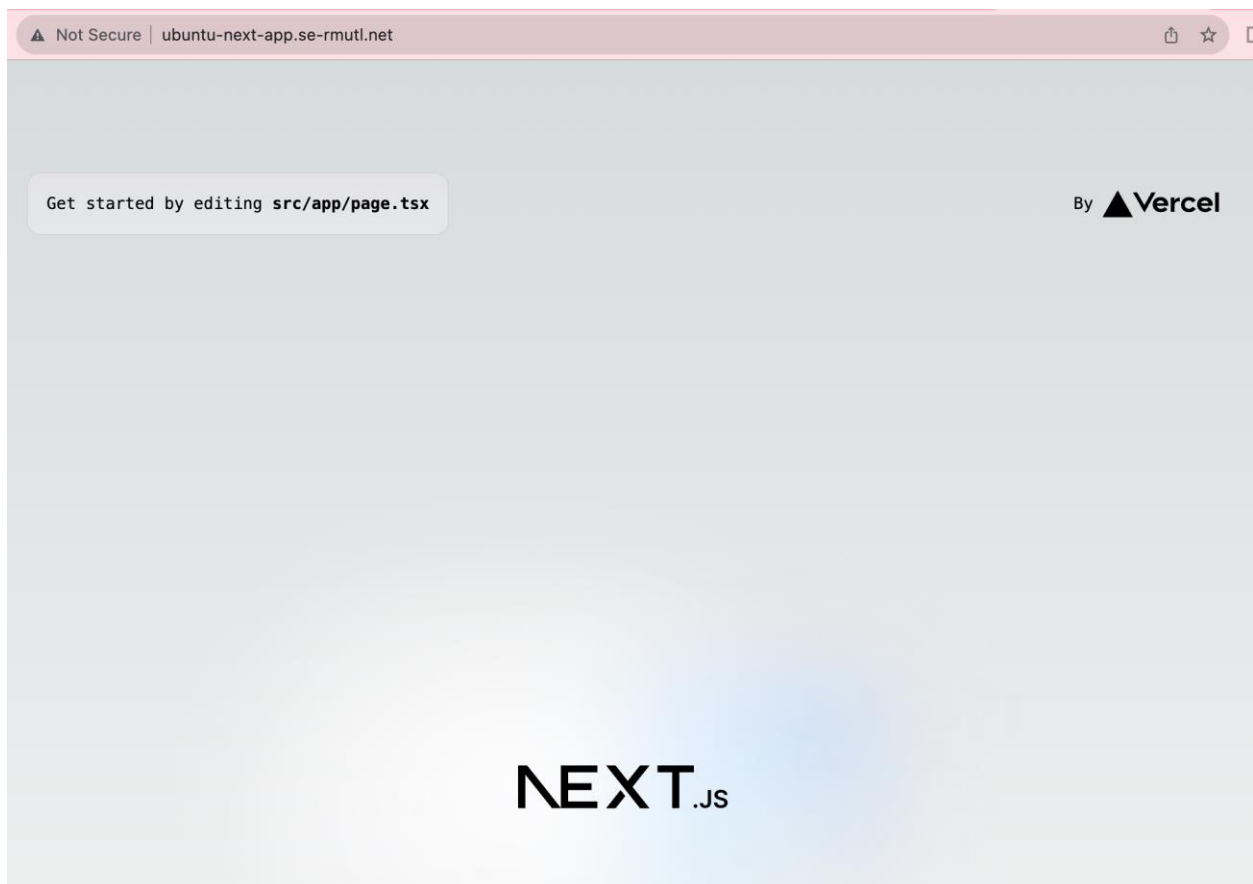 Not Secure ubuntu-next-app.se-rmutl.net
Get started by editing src/app/page.tsx
By Vercel
NEXT.JS